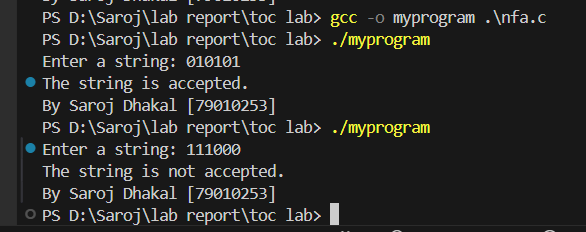 PS D:\Saroj\lab report\toc lab> gcc -o myprogram .\nfa.c
PS D:\Saroj\lab report\toc lab> ./myprogram
Enter a string: 010101
The string is accepted.
By Saroj Dhakal [79010253]
PS D:\Saroj\lab report\toc lab> ./myprogram
Enter a string: 111000
The string is not accepted.
By Saroj Dhakal [79010253]
PS D:\Saroj\lab report\toc lab>